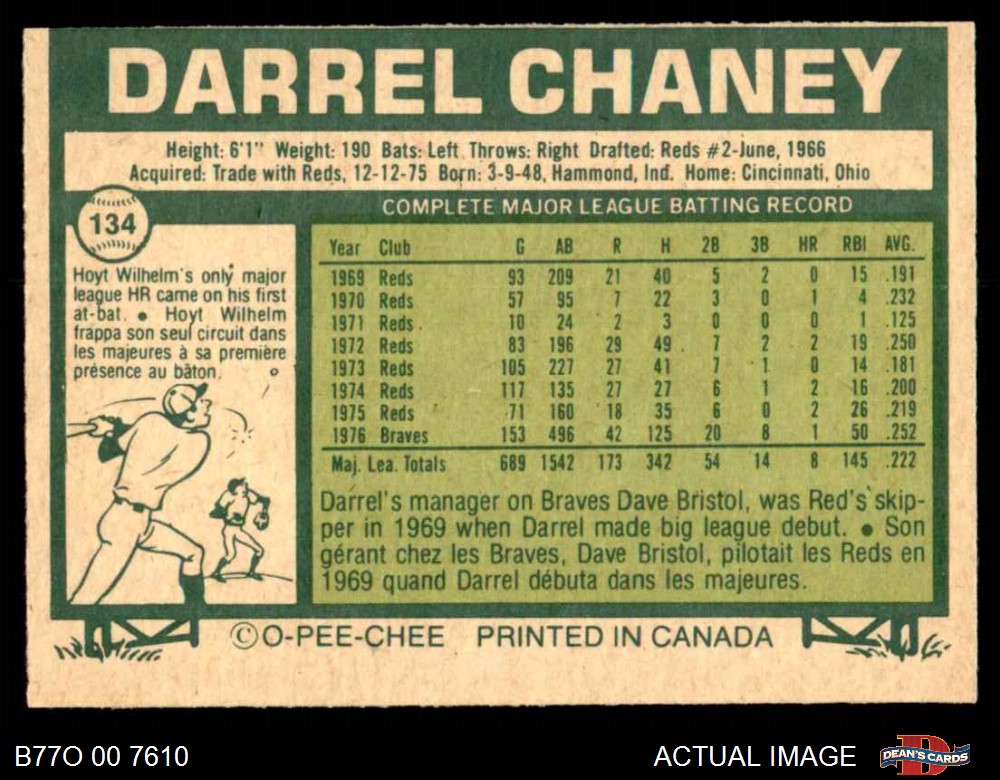 DARREL CHANEY
Height: 6'1" Weight: 190 Bats: Left Throws: Right Drafted: Reds #2-June, 1966
Acquired: Trade with Reds, 12-12-75 Born: 3-9-48, Hammond, Ind. Home: Cincinnati, Ohio
134
Hoyt Wilhelm's only major
league HR came on his first
at-bat. ● Hoyt Wilhelm
frappa son seul circuit dans
les majeures à sa première
présence au bâton.
COMPLETE MAJOR LEAGUE BATTING RECORD
Year Club G AB R H 2B 3B HR RBI AVG.
1969 Reds 93 209 21 40 5 2 0 15 .191
1970 Reds 57 95 7 22 3 0 1 4 .232
1971 Reds 10 24 2 3 0 0 0 1 .125
1972 Reds 83 196 29 49 7 2 2 19 .250
1973 Reds 105 227 27 41 7 1 0 14 .181
1974 Reds 117 135 27 27 6 1 2 16 .200
1975 Reds 71 160 18 35 6 0 2 26 .219
1976 Braves 153 496 42 125 20 8 1 50 .252
Maj. Lea. Totals 689 1542 173 342 54 14 8 145 .222
Darrel's manager on Braves Dave Bristol, was Red's skip-
per in 1969 when Darrel made big league debut. ● Son
gérant chez les Braves, Dave Bristol, pilotait les Reds en
1969 quand Darrel débuta dans les majeures.
©O-PEE-CHEE PRINTED IN CANADA
B77O 00 7610
ACTUAL IMAGE
DEAN'S CARDS